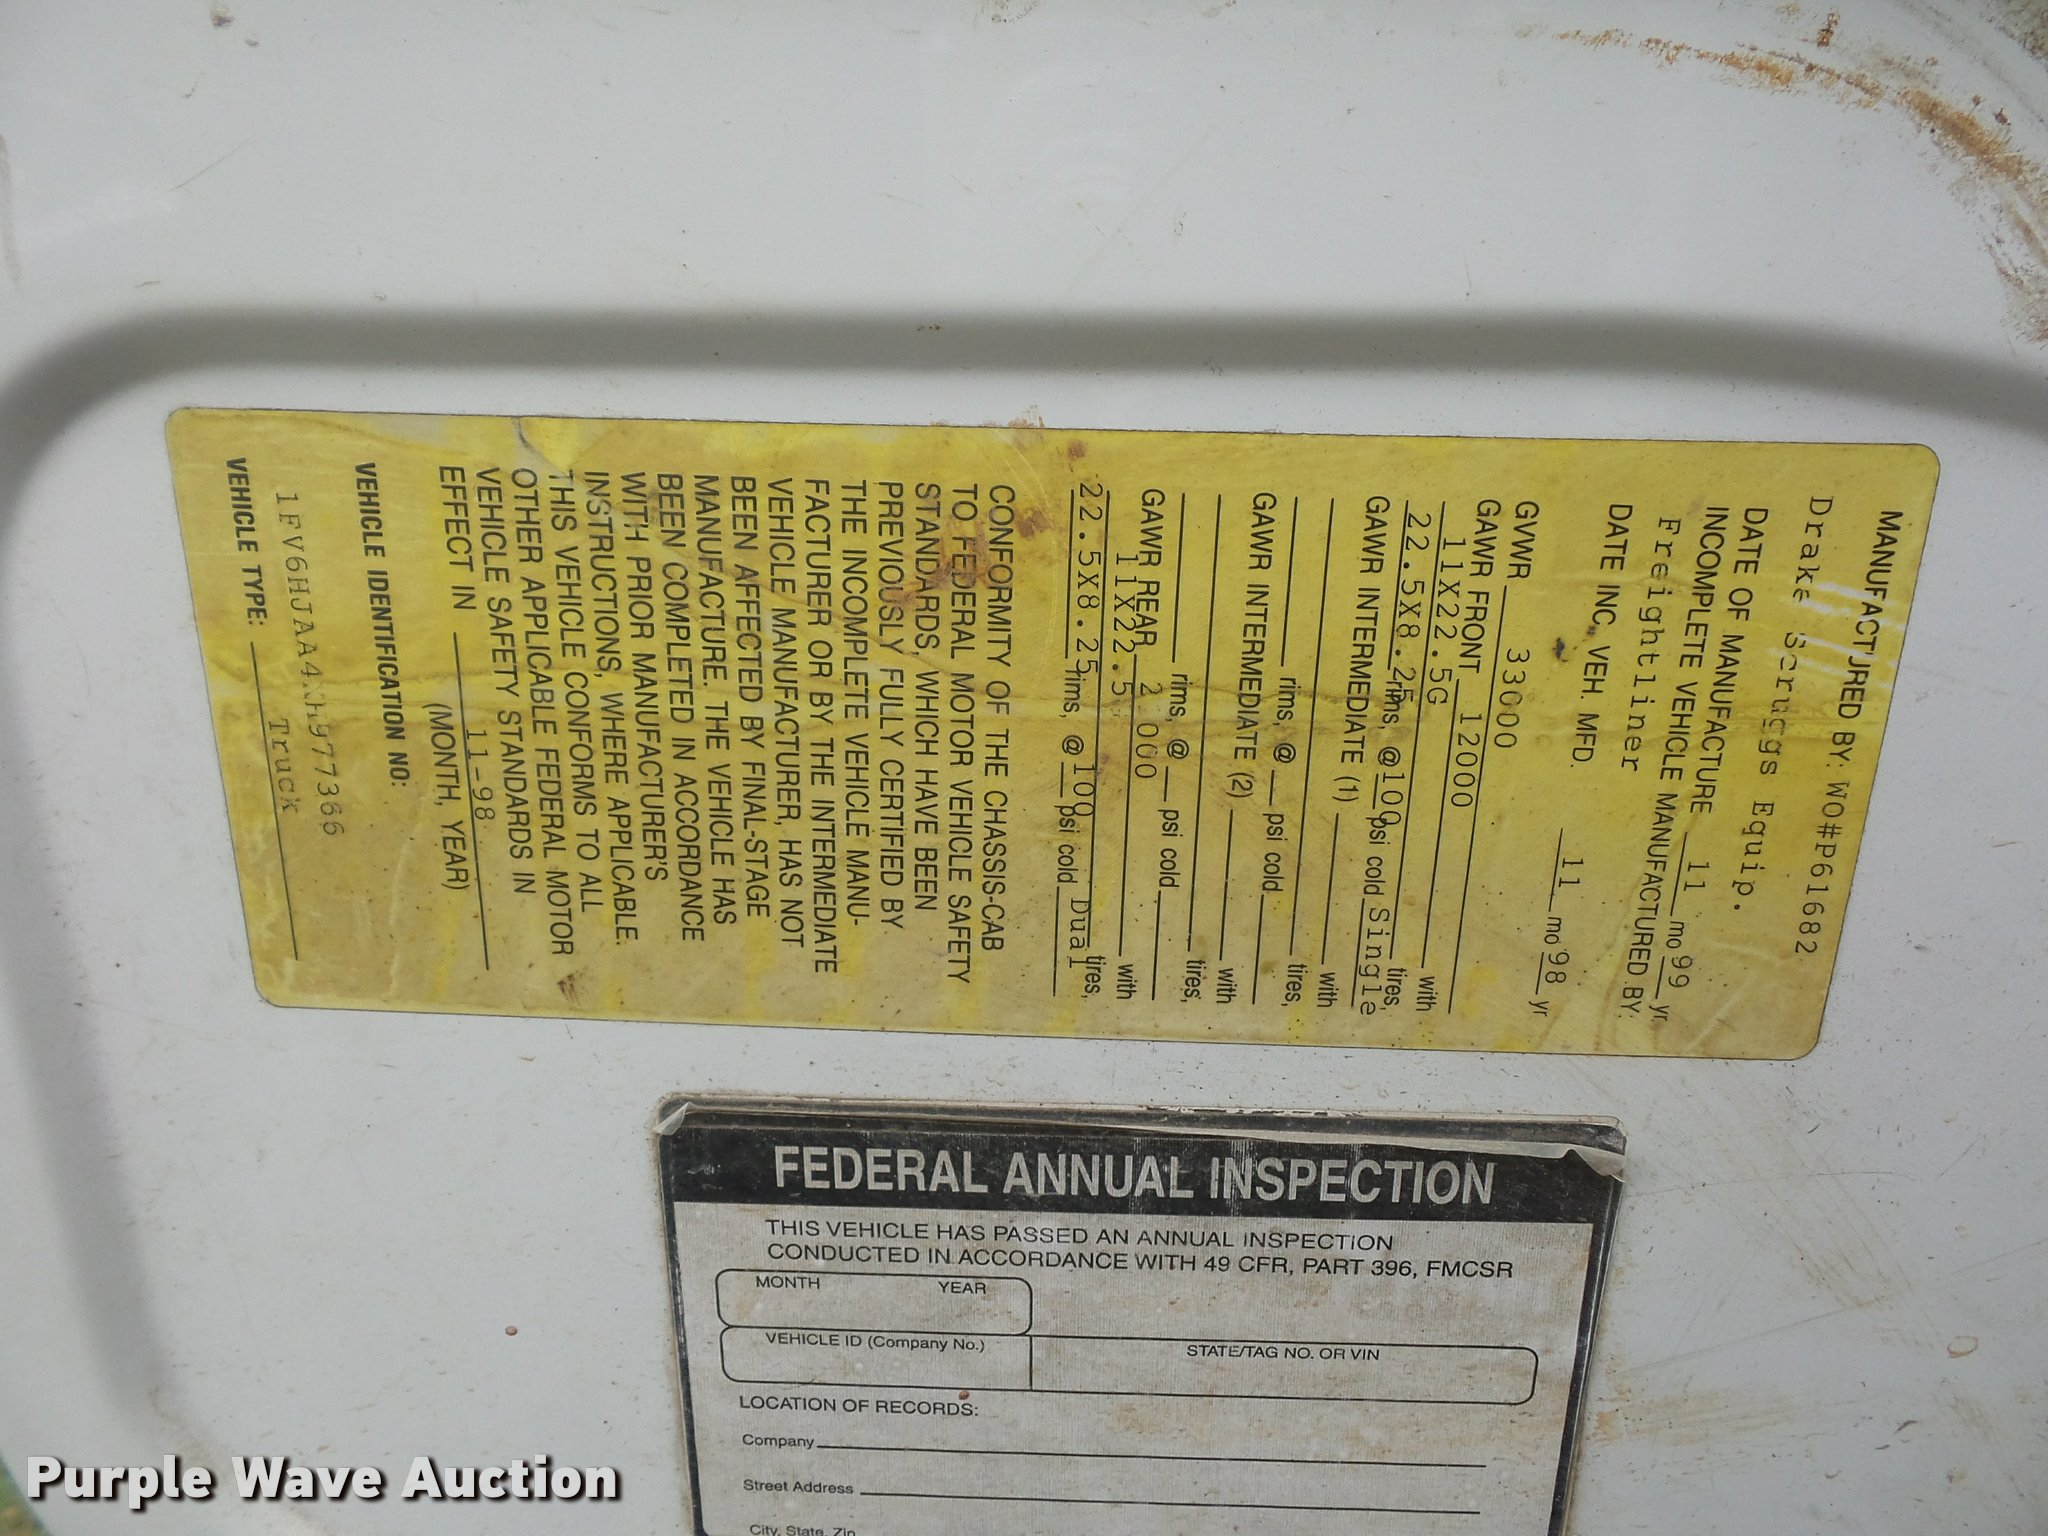 MANUFACTURED BY: WO#P61682
Drake Scruggs Equip.
DATE OF MANUFACTURE
INCOMPLETE VEHICLE MANUFACTURE 11 mo 99 yr.
INCOMPLETE VEHICLE MANUFACTURED BY:
Freightliner
DATE INC. VEH. MFD. 11 mo 98 yr
GVWR 33000
GAWR FRONT 12000
11X22.5G with
22.5X8.25 rims, @100 psi cold Single tires,
GAWR INTERMEDIATE (1)
with
rims, @ psi cold tires,
GAWR INTERMEDIATE (2)
with
rims, @ psi cold tires,
GAWR REAR
11X22.5 with
22.5X8.25 rims, @100 psi cold Dual tires,
CONFORMITY OF THE CHASSIS-CAB
TO FEDERAL MOTOR VEHICLE SAFETY
STANDARDS, WHICH HAVE BEEN
PREVIOUSLY FULLY CERTIFIED BY
THE INCOMPLETE VEHICLE MANU-
FACTURER OR BY THE INTERMEDIATE
VEHICLE MANUFACTURER, HAS NOT
BEEN AFFECTED BY FINAL-STAGE
MANUFACTURE. THE VEHICLE HAS
BEEN COMPLETED IN ACCORDANCE
WITH PRIOR MANUFACTURER'S
INSTRUCTIONS, WHERE APPLICABLE.
THIS VEHICLE CONFORMS TO ALL
OTHER APPLICABLE FEDERAL MOTOR
VEHICLE SAFETY STANDARDS IN
EFFECT IN 11-98
(MONTH, YEAR)
VEHICLE IDENTIFICATION NO:
VEHICLE TYPE: Truck
FEDERAL ANNUAL INSPECTION
THIS VEHICLE HAS PASSED AN ANNUAL INSPECTION
CONDUCTED IN ACCORDANCE WITH 49 CFR, PART 396, FMCSR
MONTH YEAR
VEHICLE ID (Company No.) STATE/TAG NO. OR VIN
LOCATION OF RECORDS:
Company
Street Address
City, State, Zip
Purple Wave Auction